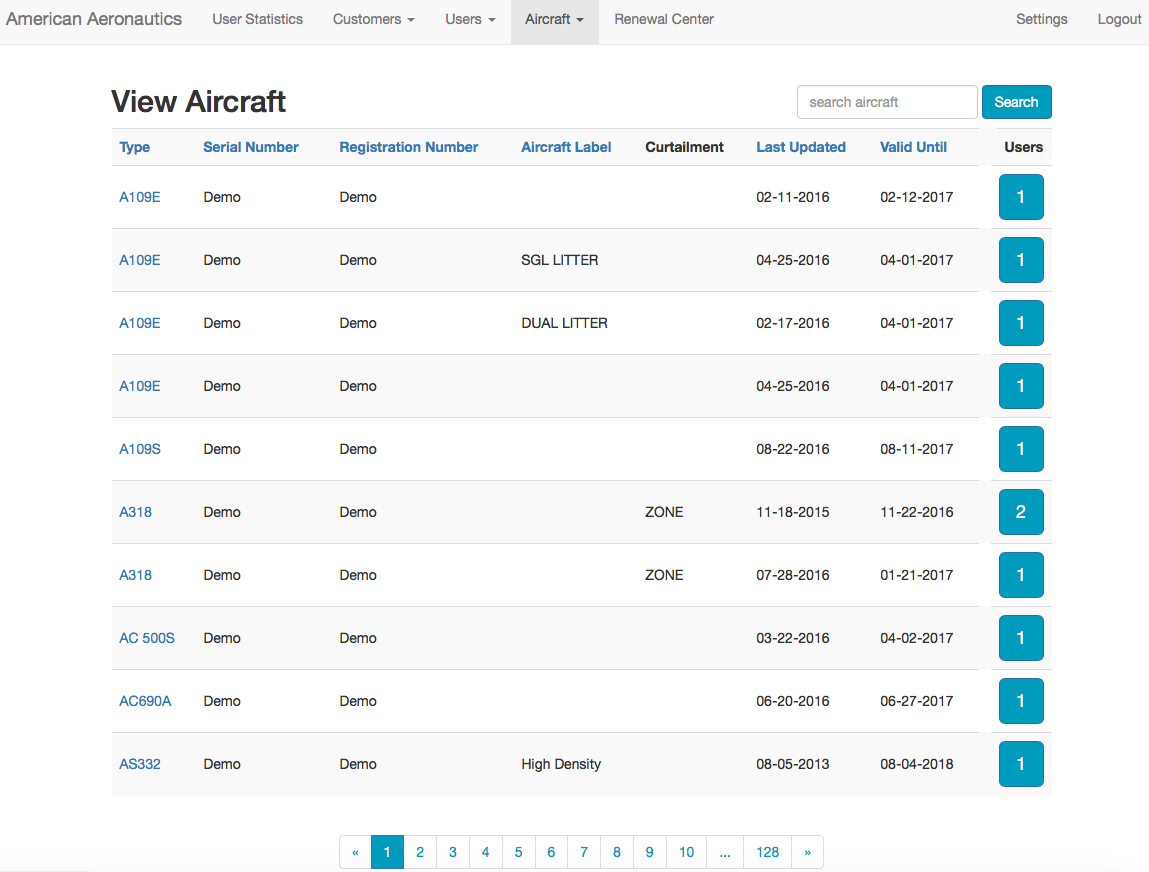 American Aeronautics User Statistics Customers Users Aircraft Renewal Center Settings Logout
View Aircraft search aircraft Search
Type Serial Number Registration Number Aircraft Label Curtailment Last Updated Valid Until Users
A109E Demo Demo 02-11-2016 02-12-2017 1
A109E Demo Demo SGL LITTER 04-25-2016 04-01-2017 1
A109E Demo Demo DUAL LITTER 02-17-2016 04-01-2017 1
A109E Demo Demo 04-25-2016 04-01-2017 1
A109S Demo Demo 08-22-2016 08-11-2017 1
A318 Demo Demo ZONE 11-18-2015 11-22-2016 2
A318 Demo Demo ZONE 07-28-2016 01-21-2017 1
AC 500S Demo Demo 03-22-2016 04-02-2017 1
AC690A Demo Demo 06-20-2016 06-27-2017 1
AS332 Demo Demo High Density 08-05-2013 08-04-2018 1
« 1 2 3 4 5 6 7 8 9 10 ... 128 »